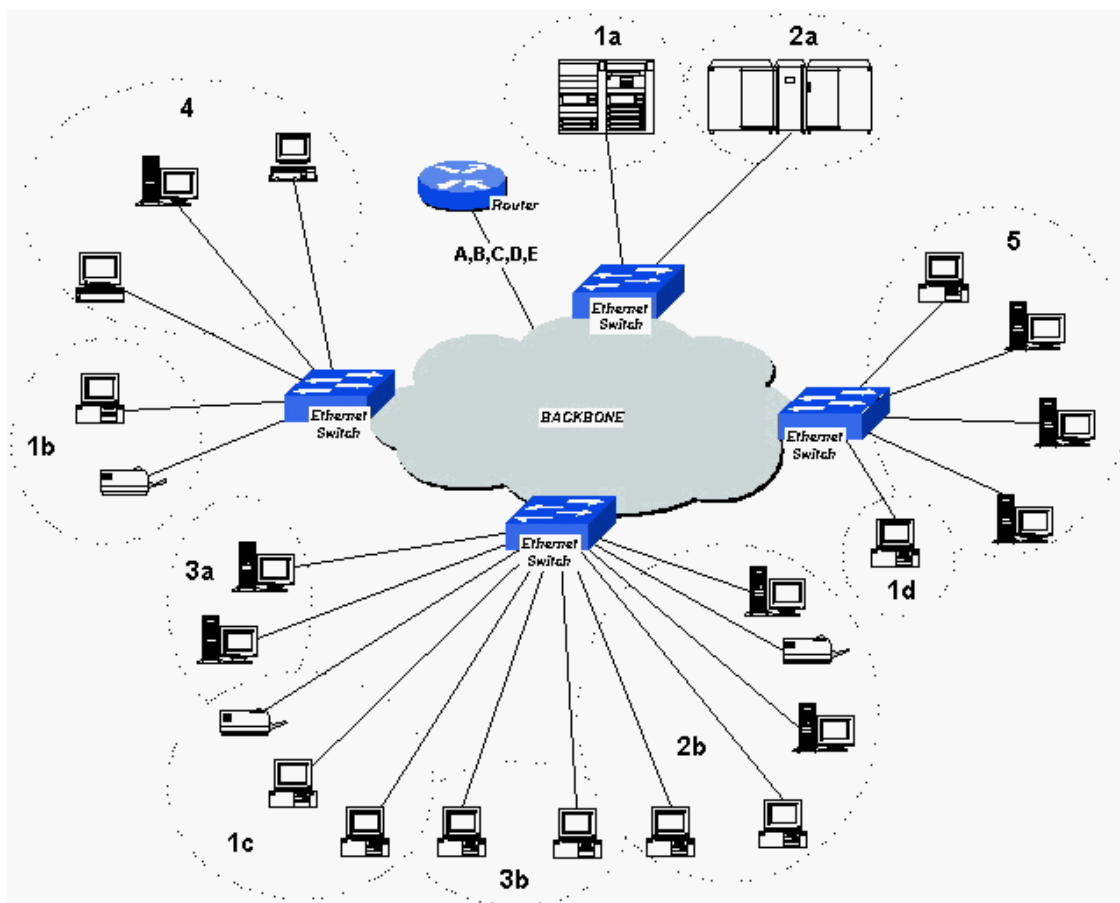 1a
2a
4
Router
A,B,C,D,E
5
Ethernet
Switch
Ethernet
Switch
BACKBONE
Ethernet
Switch
1b
Ethernet
Switch
3a
1d
2b
1c
3b